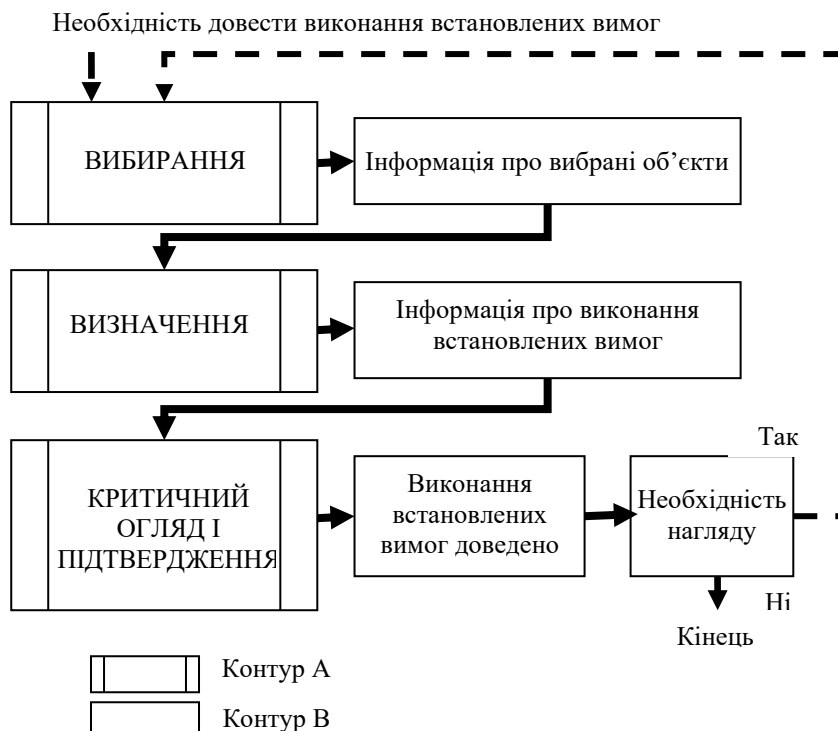 Необхідність довести виконання встановлених вимог
ВИБИРАННЯ
Інформація про вибрані об’єкти
ВИЗНАЧЕННЯ
Інформація про виконання
встановлених вимог
КРИТИЧНИЙ
ОГЛЯД І
ПІДТВЕРДЖЕННЯ
Виконання
встановлених
вимог доведено
Так
Необхідність
нагляду
Ні
Кінець
Контур А
Контур В